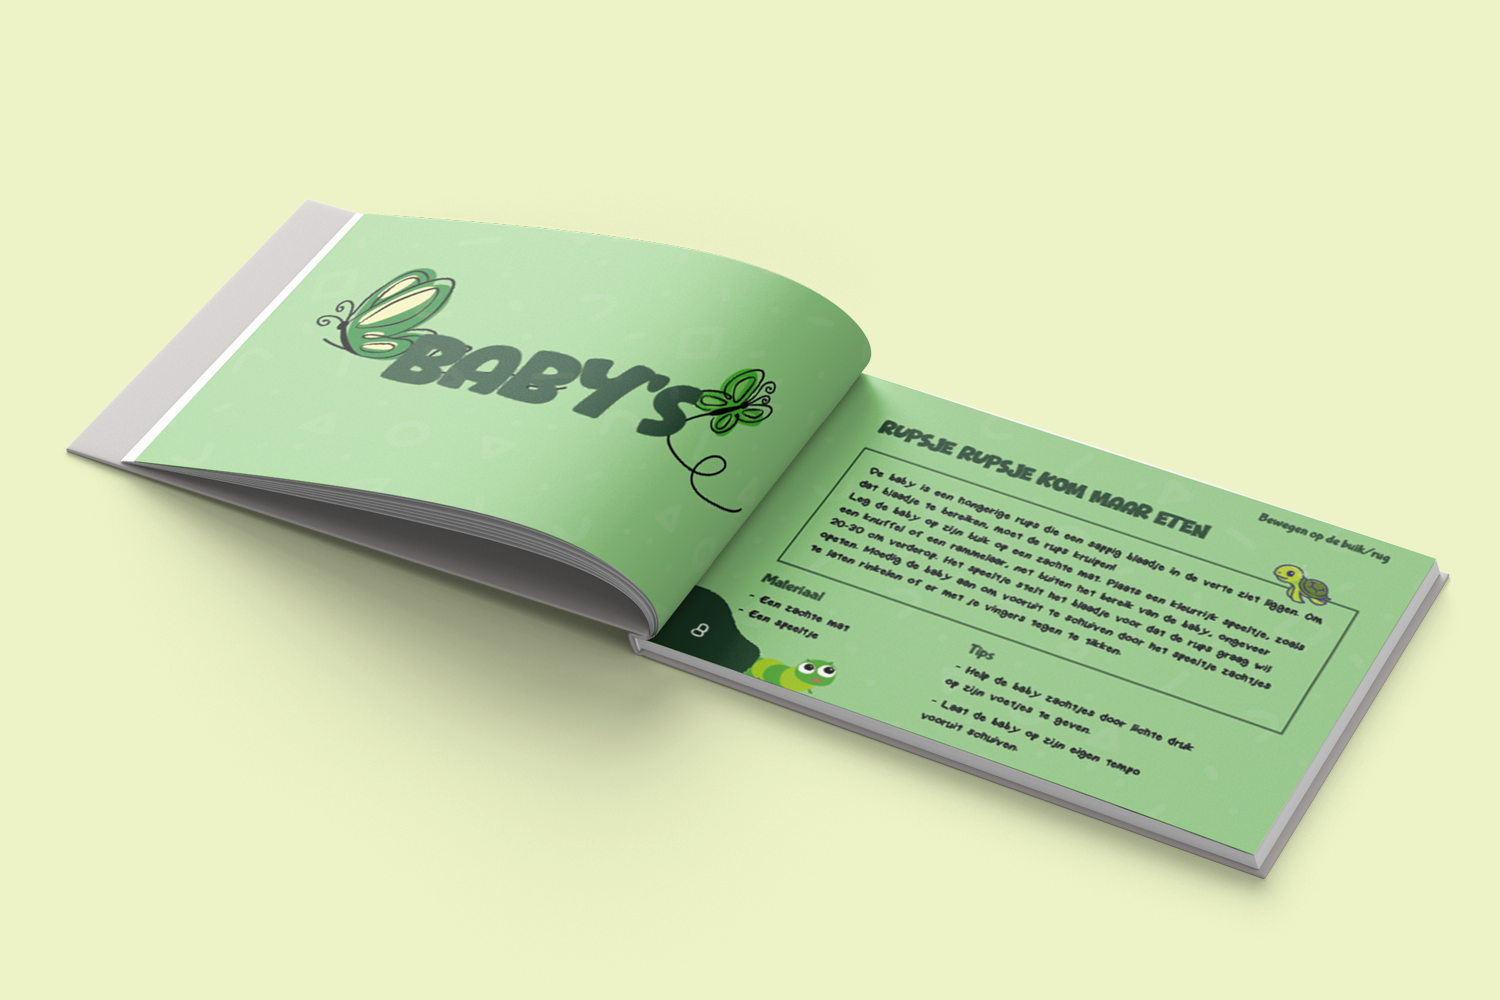 BABY'S
RUPSJE RUPSJE KOM MAAR ETEN
Bewegen op de buik/rug
De baby is een hongerige rups die een sappig blaadje in de verte ziet liggen. Om
dat blaadje te bereiken, moet de rups kruipen!
Leg de baby op zijn buik op een zachte mat. Plaats een kleurrijk speeltje, zoals
een knuffel of een rammelaar, net buiten het bereik van de baby, ongeveer
20-30 cm verderop. Het speeltje stelt het blaadje voor dat de rups graag wil
opeten. Moedig de baby aan om vooruit te schuiven door het speeltje zachtjes
te laten rinkelen of er met je vingers tegen te tikken.
Materiaal
- Een zachte mat
- Een speeltje
8
Tips
- Help de baby zachtjes door lichte druk
op zijn voetjes te geven.
- Laat de baby op zijn eigen tempo
vooruit schuiven.